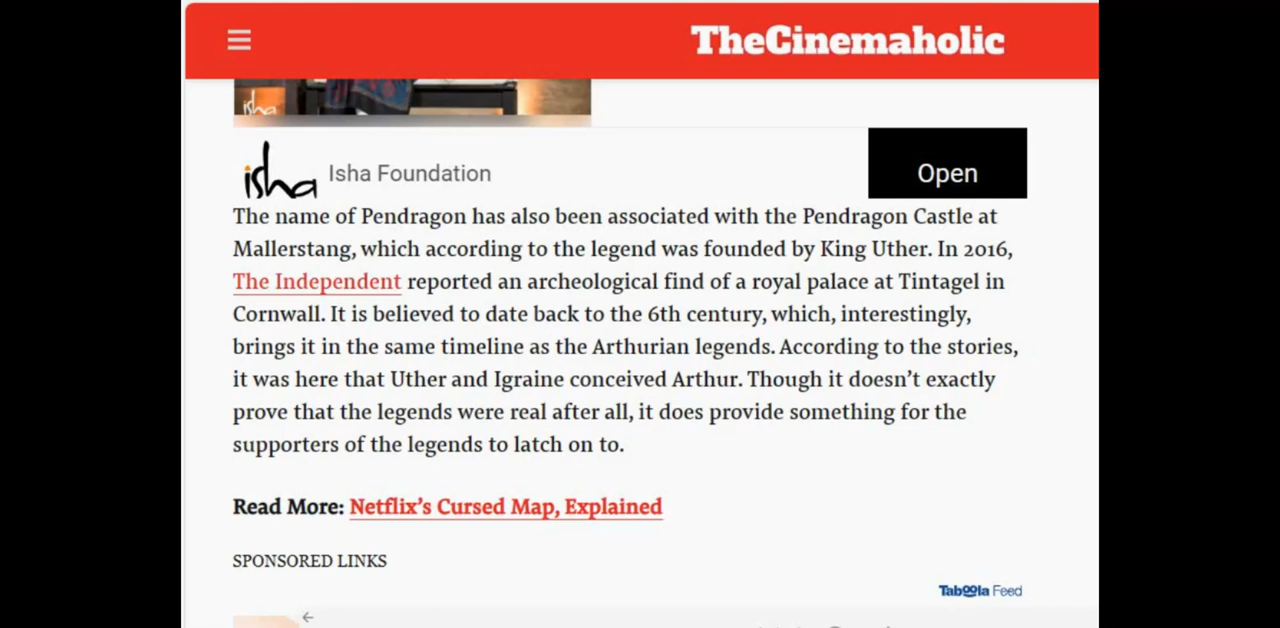 TheCinemaholic
isha
isha
Isha Foundation
Open
The name of Pendragon has also been associated with the Pendragon Castle at
Mallerstang, which according to the legend was founded by King Uther. In 2016,
The Independent reported an archeological find of a royal palace at Tintagel in
Cornwall. It is believed to date back to the 6th century, which, interestingly,
brings it in the same timeline as the Arthurian legends. According to the stories,
it was here that Uther and Igraine conceived Arthur. Though it doesn’t exactly
prove that the legends were real after all, it does provide something for the
supporters of the legends to latch on to.
Read More: Netflix’s Cursed Map, Explained
SPONSORED LINKS
Taboola Feed